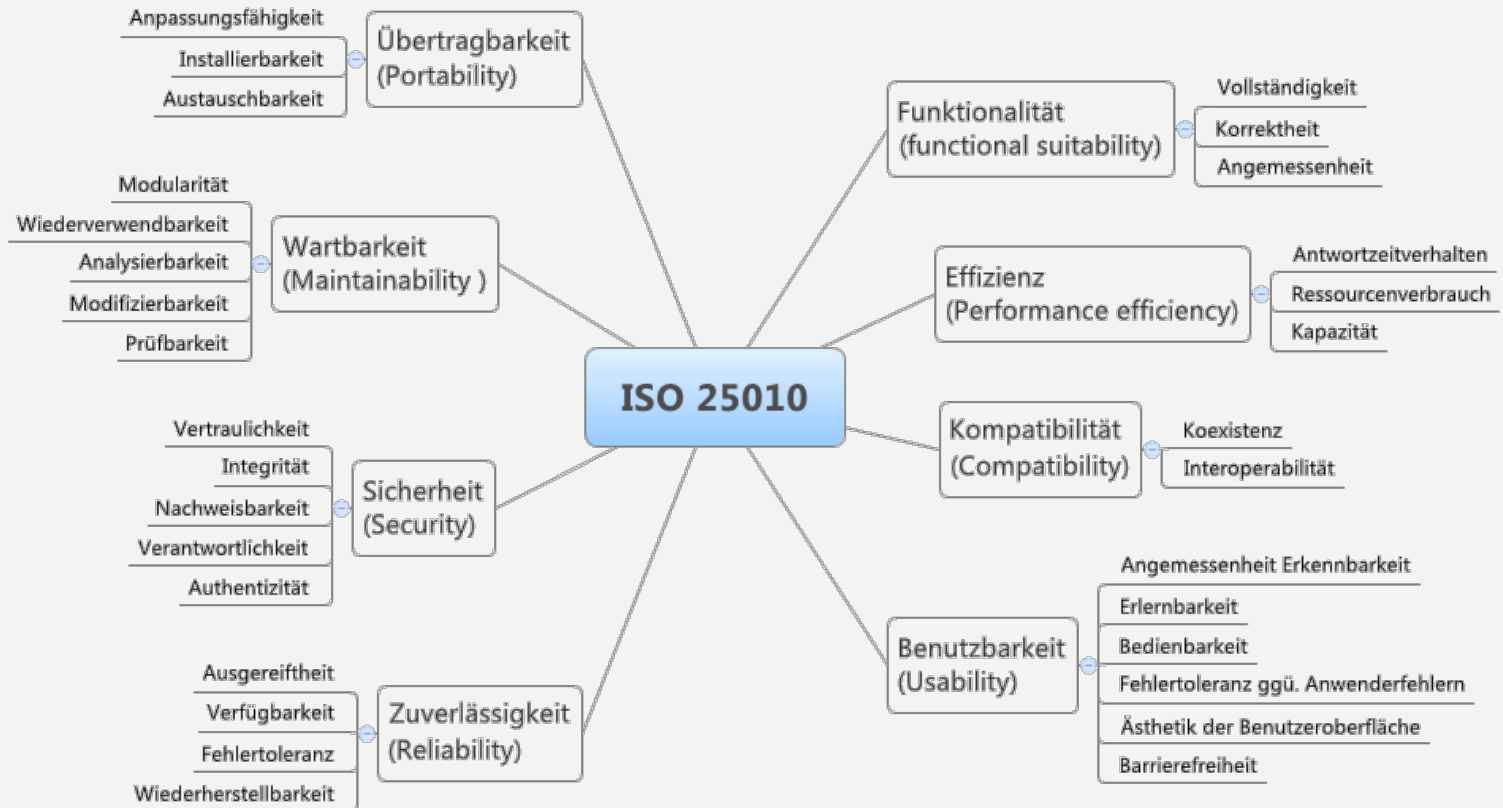 ISO 25010
Übertragbarkeit
(Portability)
Anpassungsfähigkeit
Installierbarkeit
Austauschbarkeit
Wartbarkeit
(Maintainability )
Modularität
Wiederverwendbarkeit
Analysierbarkeit
Modifizierbarkeit
Prüfbarkeit
Sicherheit
(Security)
Vertraulichkeit
Integrität
Nachweisbarkeit
Verantwortlichkeit
Authentizität
Zuverlässigkeit
(Reliability)
Ausgereiftheit
Verfügbarkeit
Fehlertoleranz
Wiederherstellbarkeit
Funktionalität
(functional suitability)
Vollständigkeit
Korrektheit
Angemessenheit
Effizienz
(Performance efficiency)
Antwortzeitverhalten
Ressourcenverbrauch
Kapazität
Kompatibilität
(Compatibility)
Koexistenz
Interoperabilität
Benutzbarkeit
(Usability)
Angemessenheit Erkennbarkeit
Erlernbarkeit
Bedienbarkeit
Fehlertoleranz ggü. Anwenderfehlern
Ästhetik der Benutzeroberfläche
Barrierefreiheit